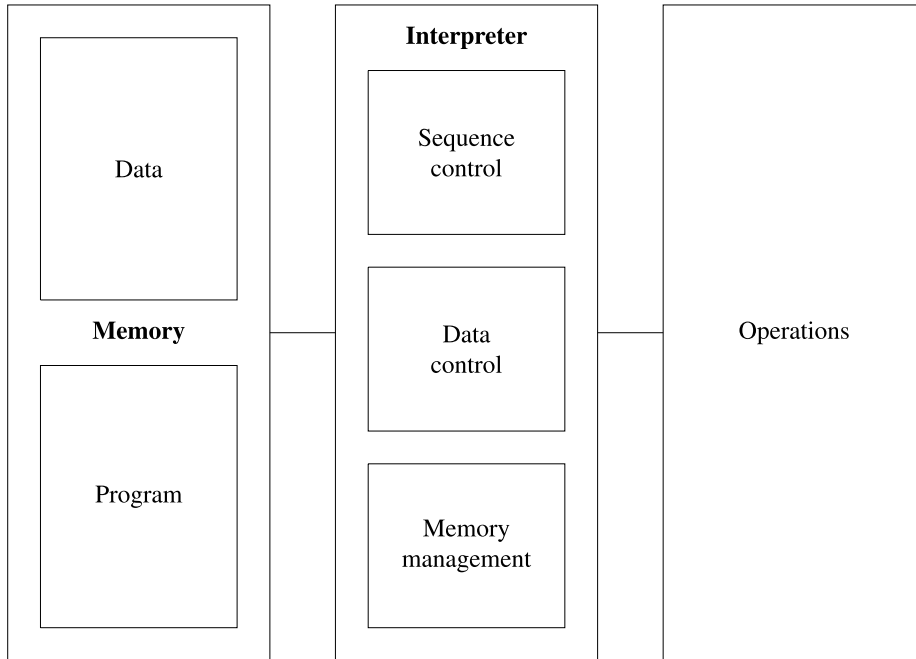 Data
Memory
Program
Interpreter
Sequence
control
Data
control
Memory
management
Operations